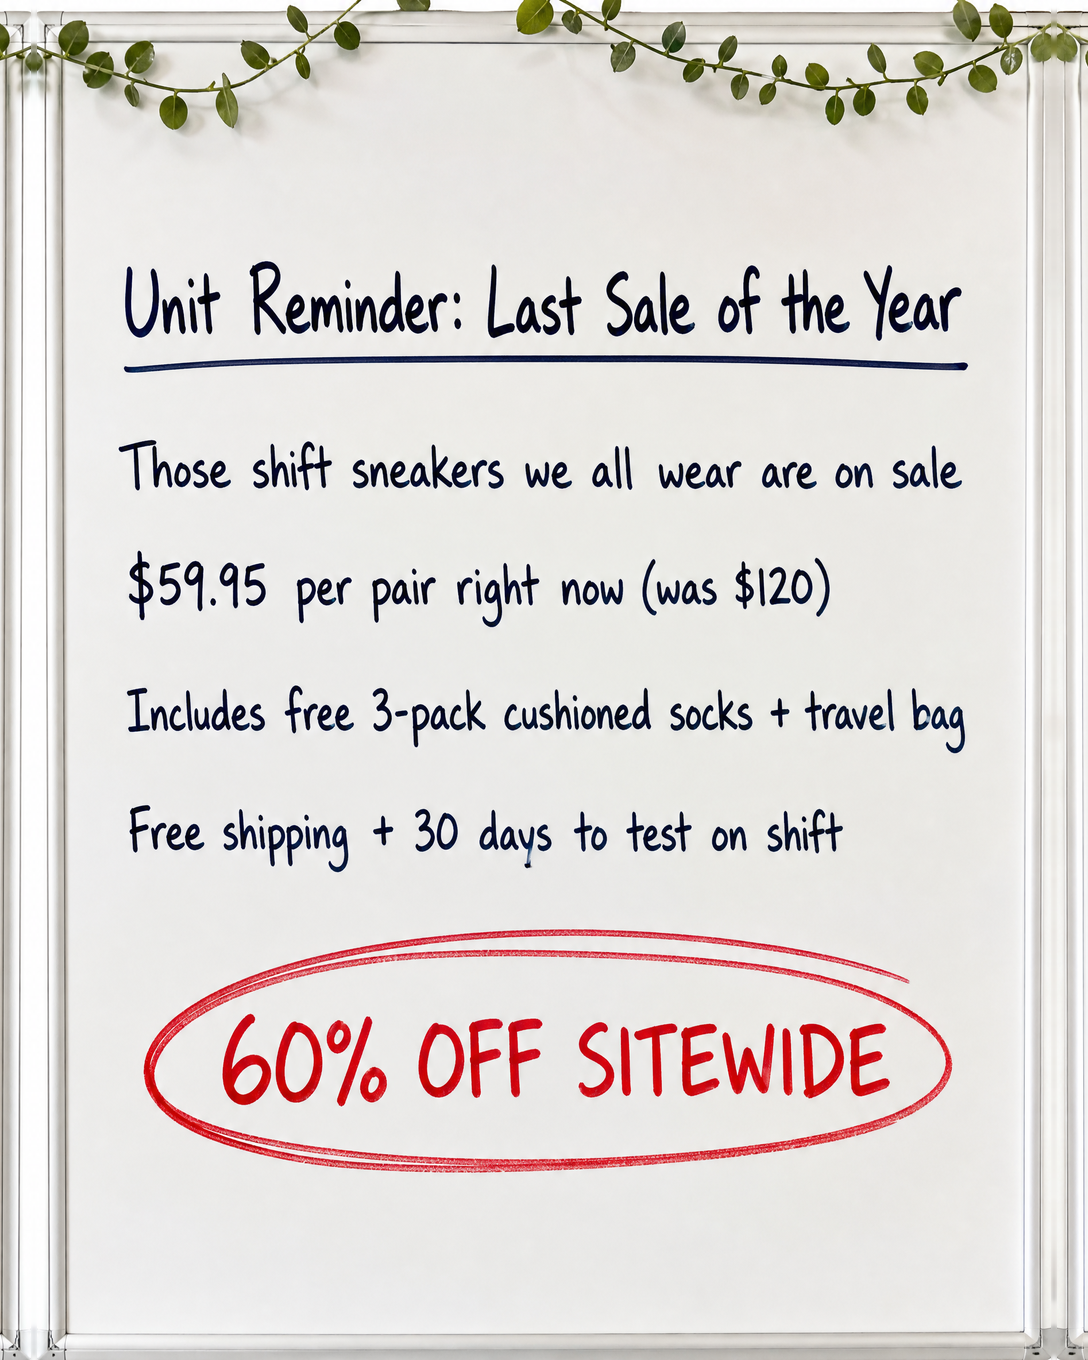 Unit Reminder: Last Sale of the Year
Those shift sneakers we all wear are on sale
$59.95 per pair right now (was $120)
Includes free 3-pack cushioned socks + travel bag
Free shipping + 30 days to test on shift
60% OFF SITEWIDE